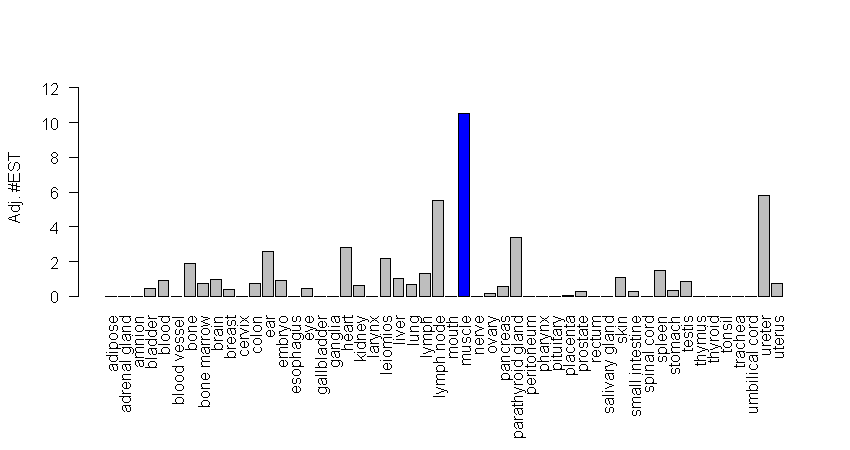 Adj. #EST
12
10
8
6
4
2
0
adipose
adrenal gland
amnion
bladder
blood
blood vessel
bone
bone marrow
brain
breast
cervix
colon
ear
embryo
esophagus
eye
gallbladder
ganglia
heart
kidney
larynx
leiomios
liver
lung
lymph
lymph node
mouth
muscle
nerve
ovary
pancreas
parathyroid gland
peritoneum
pharynx
pituitary
placenta
prostate
rectum
salivary gland
skin
small intestine
spinal cord
spleen
stomach
testis
thymus
thyroid
tonsil
trachea
umbilical cord
ureter
uterus